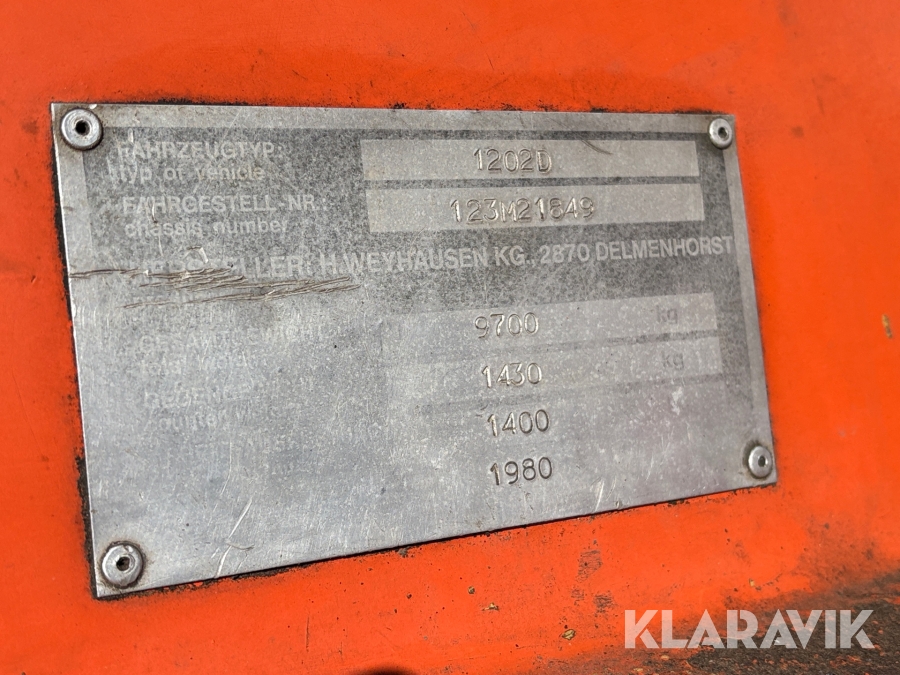 FAHRZEUGTYP: 1202D
typ of vehicle
FAHRGESTELL-NR.: 123M21849
chassis number
HERSTELLER: H.WEYHAUSEN KG., 2870 DELMENHORST
9700 kg
1430 kg
1400
1980
KLARAVIK